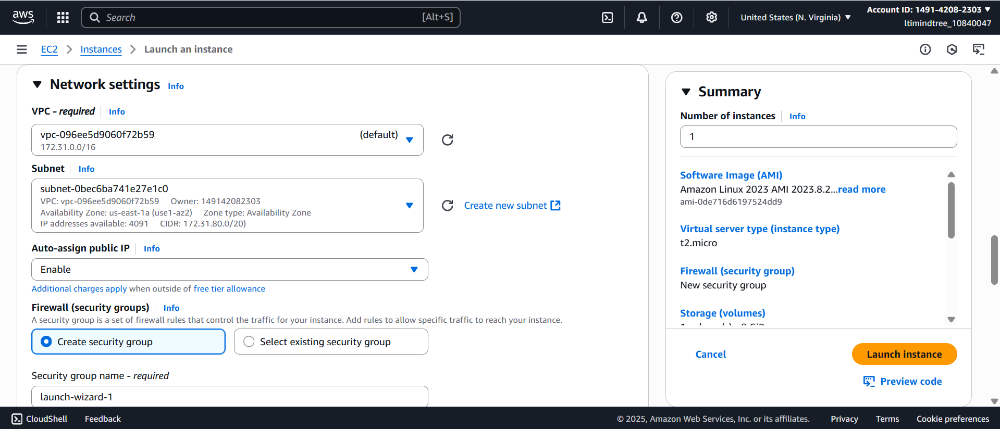 aws
Search [Alt+S]
United States (N. Virginia)
Account ID: 1491-4208-2303
ltimindtree_10840047
EC2 Instances Launch an instance
Network settings Info
VPC - required Info
vpc-096ee5d9060f72b59 (default)
172.31.0.0/16
Subnet Info
subnet-0bec6ba741e27e1c0
VPC: vpc-096ee5d9060f72b59 Owner: 149142082303
Availability Zone: us-east-1a (use1-az2) Zone type: Availability Zone
IP addresses available: 4091 CIDR: 172.31.80.0/20)
Create new subnet
Auto-assign public IP Info
Enable
Additional charges apply when outside of free tier allowance
Firewall (security groups) Info
A security group is a set of firewall rules that control the traffic for your instance. Add rules to allow specific traffic to reach your instance.
Create security group
Select existing security group
Security group name - required
launch-wizard-1
Summary
Number of instances Info
1
Software Image (AMI)
Amazon Linux 2023 AMI 2023.8.2...read more
ami-0de716d6197524dd9
Virtual server type (instance type)
t2.micro
Firewall (security group)
New security group
Storage (volumes)
Cancel
Launch instance
Preview code
CloudShell Feedback
© 2025, Amazon Web Services, Inc. or its affiliates. Privacy Terms Cookie preferences